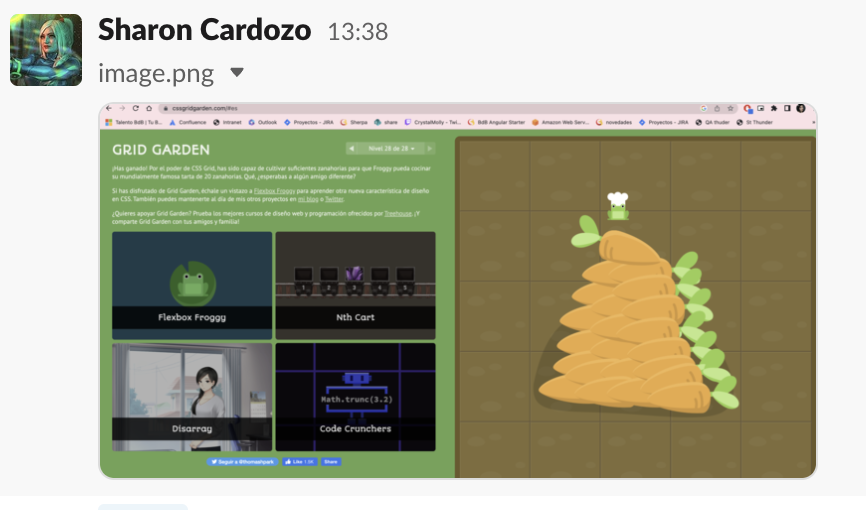 Sharon Cardozo 13:38
image.png
cssgridgarden.com/#es
Talento BdB | Tu B... Confluence Intranet Outlook Proyectos - JIRA Sherpa share CrystalMolly - Twi... BdB Angular Starter Amazon Web Serv... novedades Proyectos - JIRA QA thuder St Thunder
GRID GARDEN
Nivel 28 de 28
¡Has ganado! Por el poder de CSS Grid, has sido capaz de cultivar suficientes zanahorias para que Froggy pueda cocinar
su mundialmente famosa tarta de 20 zanahorias. Qué, ¿esperabas a algún amigo diferente?
Si has disfrutado de Grid Garden, échale un vistazo a Flexbox Froggy para aprender otra nueva característica de diseño
en CSS. También puedes mantenerte al día de mis otros proyectos en mi blog o Twitter.
¿Quieres apoyar Grid Garden? Prueba los mejores cursos de diseño web y programación ofrecidos por Treehouse. ¡Y
comparte Grid Garden con tus amigos y familia!
Flexbox Froggy
1 2 3 4 5
Nth Cart
Disarray
Math.trunc(3.2)
Code Crunchers
Seguir a @thomashpark
Like 1.5K
Share